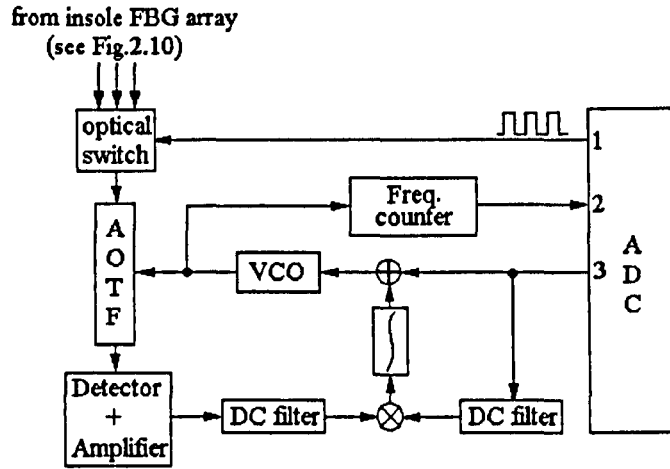 from insole FBG array
(see Fig.2.10)
optical
switch
1
Freq.
counter
2
A
O
T
F
VCO
3
A
D
C
Detector
+
Amplifier
DC filter
DC filter